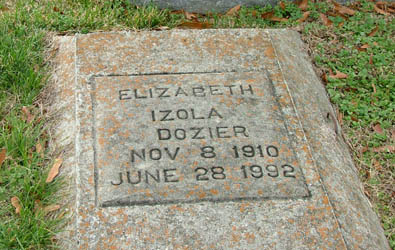 ELIZABETH
IZOLA
DOZIER
NOV 8 1910
JUNE 28 1992